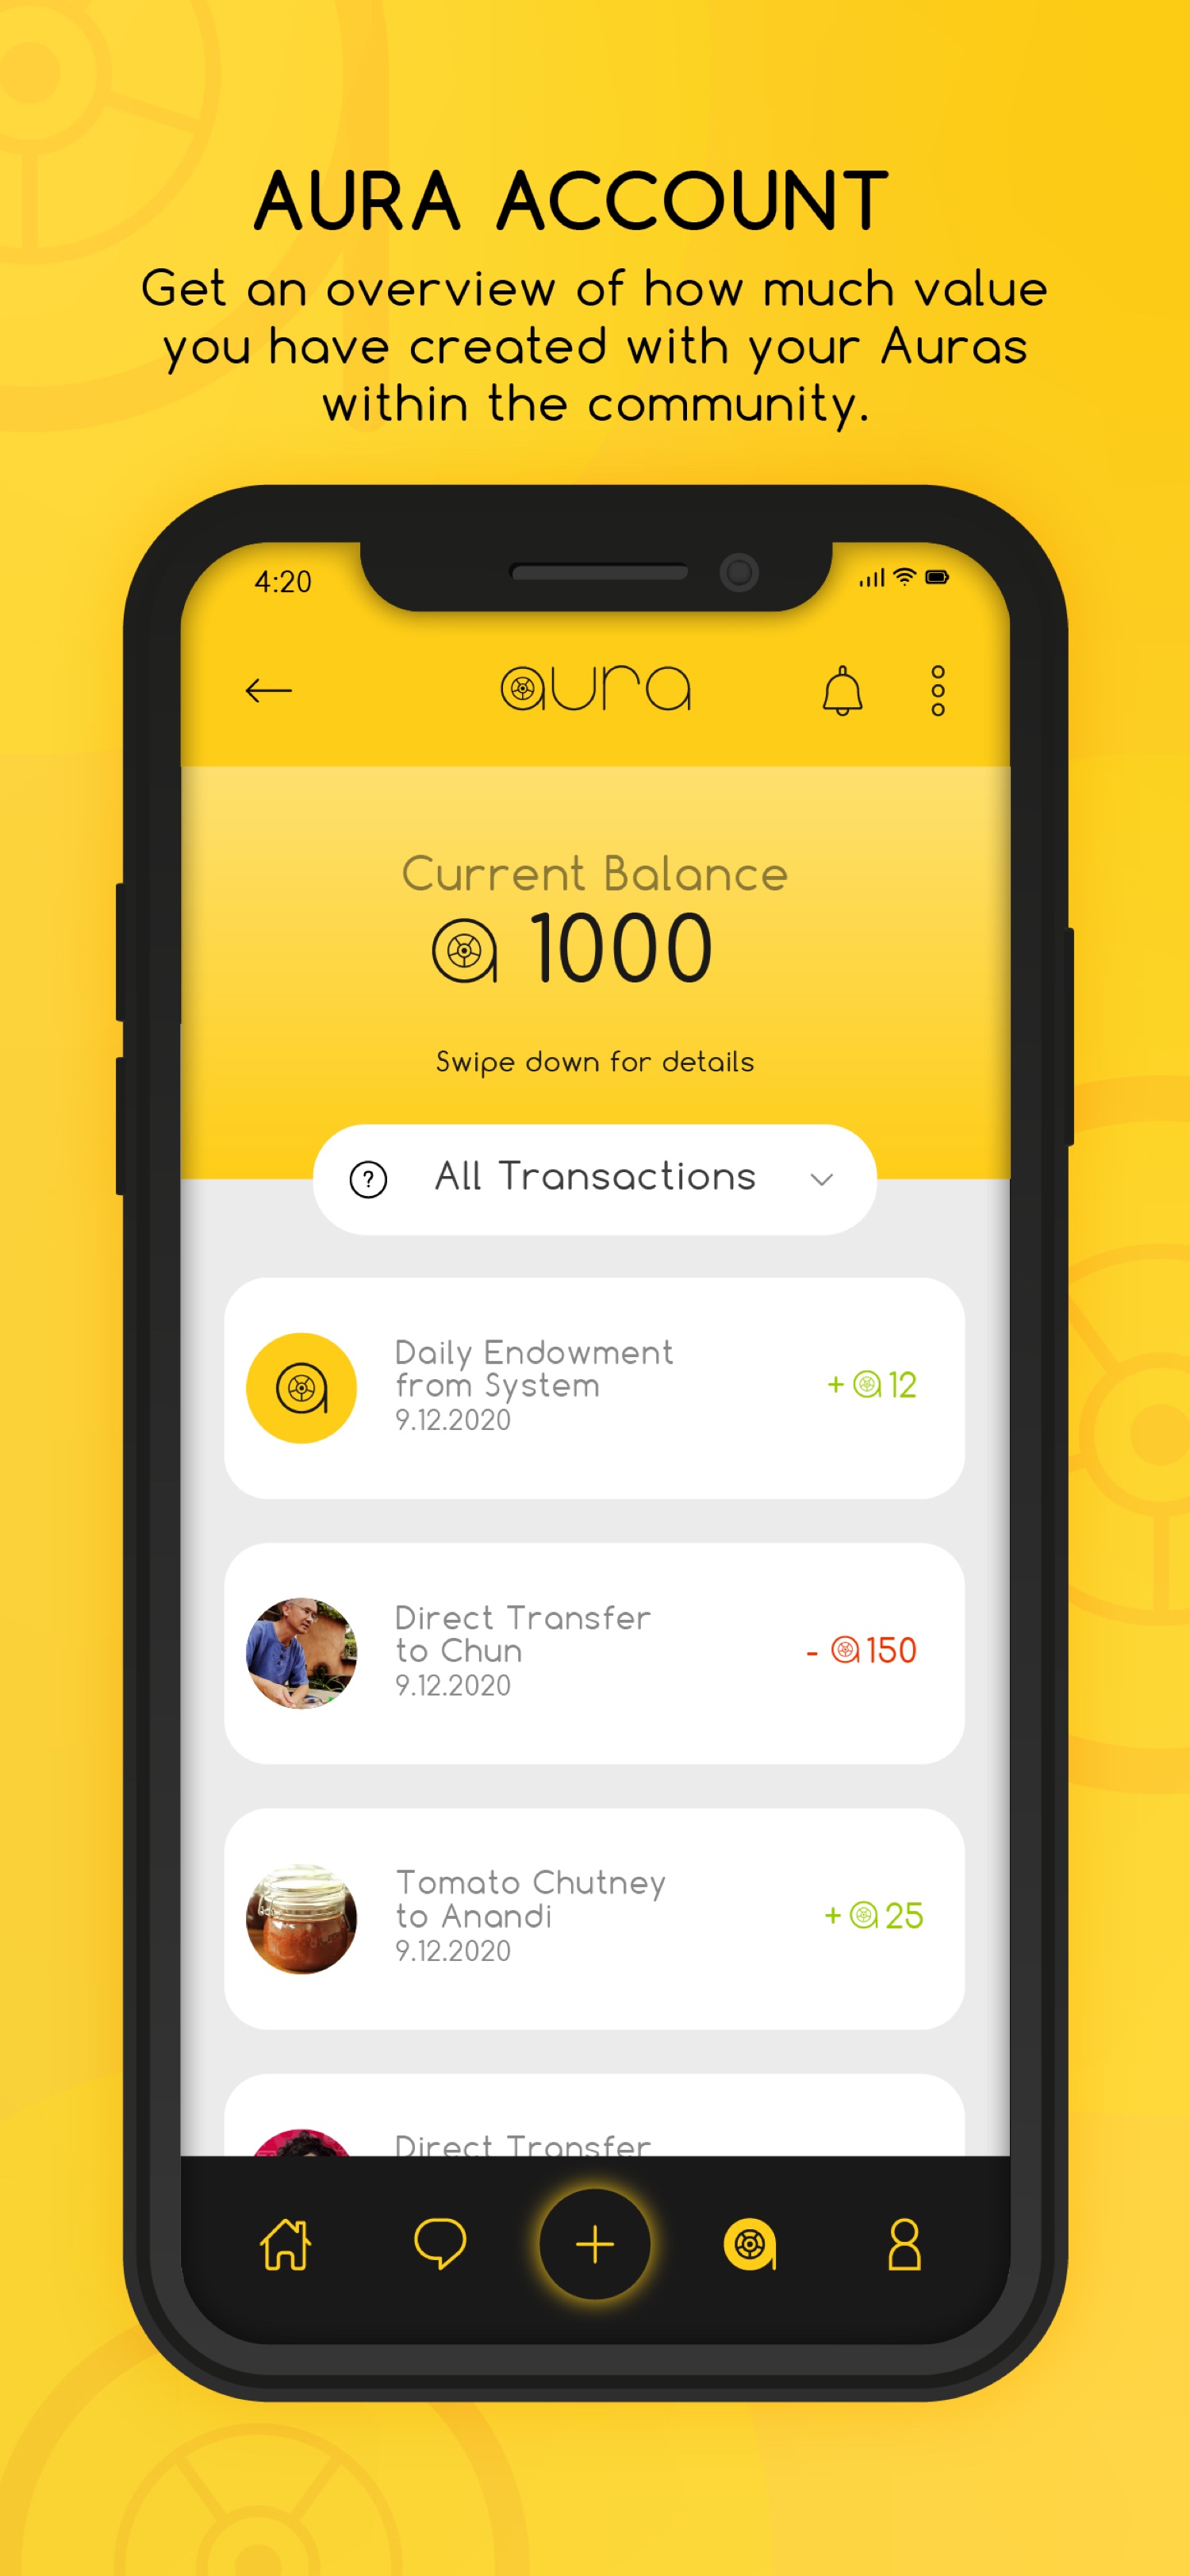 AURA ACCOUNT
Get an overview of how much value
you have created with your Auras
within the community.
4:20
aura
Current Balance
1000
Swipe down for details
? All Transactions
Daily Endowment
from System
9.12.2020
+ 12
Direct Transfer
to Chun
9.12.2020
- 150
Tomato Chutney
to Anandi
9.12.2020
+ 25
Direct Transfer